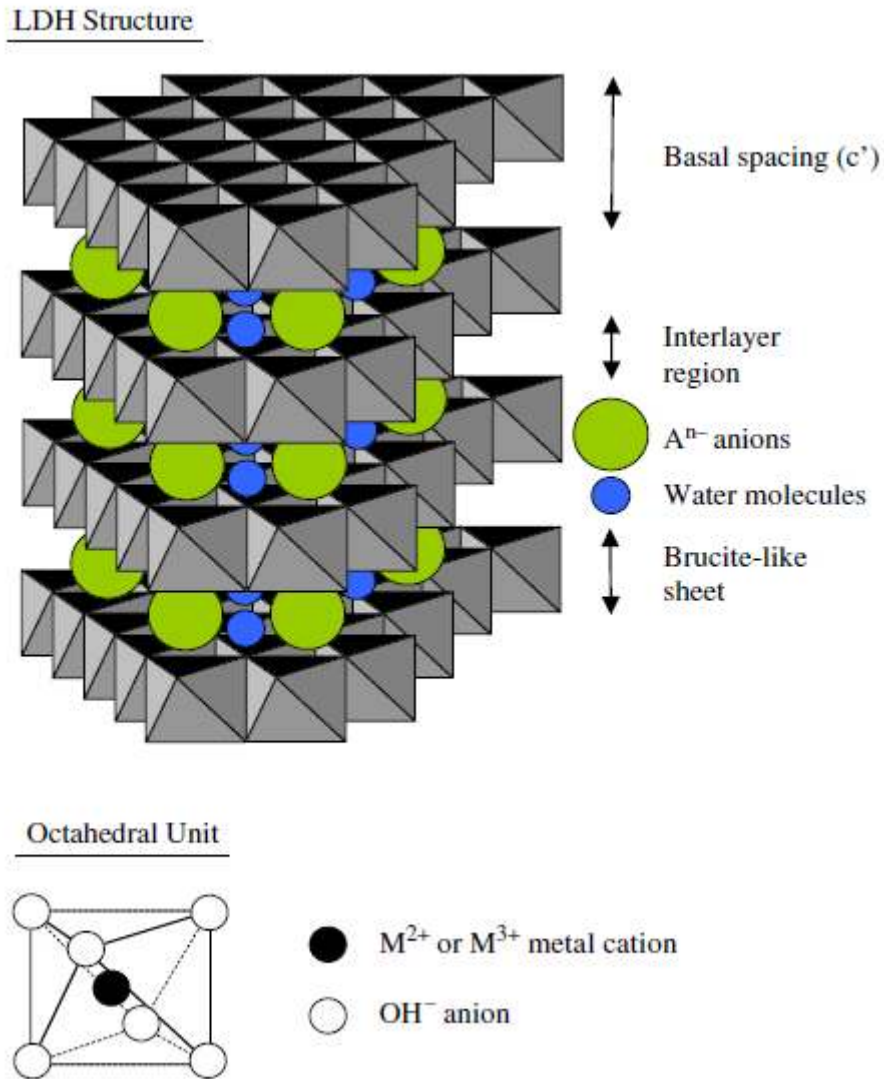 LDH Structure
Basal spacing (c’)
Interlayer
region
Aⁿ⁻ anions
Water molecules
Brucite-like
sheet
Octahedral Unit
M²⁺ or M³⁺ metal cation
OH⁻ anion